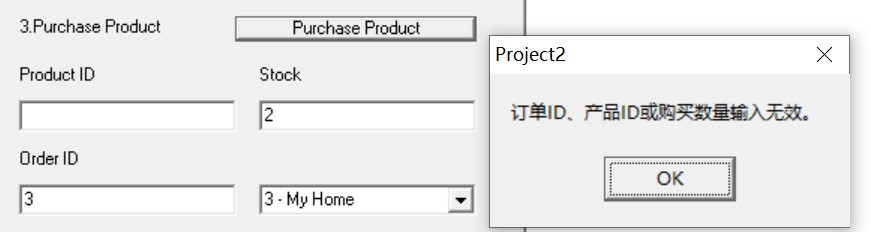 3.Purchase Product
Purchase Product
Product ID
Stock
2
Order ID
3
3 - My Home
Project2
订单ID、产品ID或购买数量输入无效。
OK